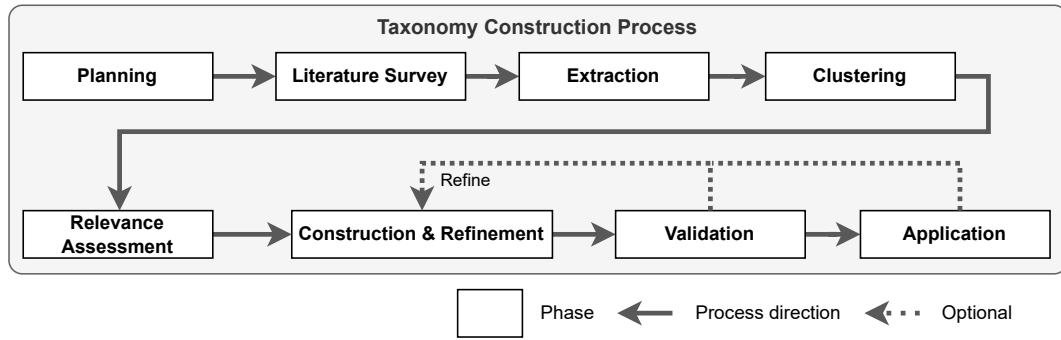 Taxonomy Construction Process
Planning
Literature Survey
Extraction
Clustering
Refine
Relevance
Assessment
Construction & Refinement
Validation
Application
Phase
Process direction
Optional